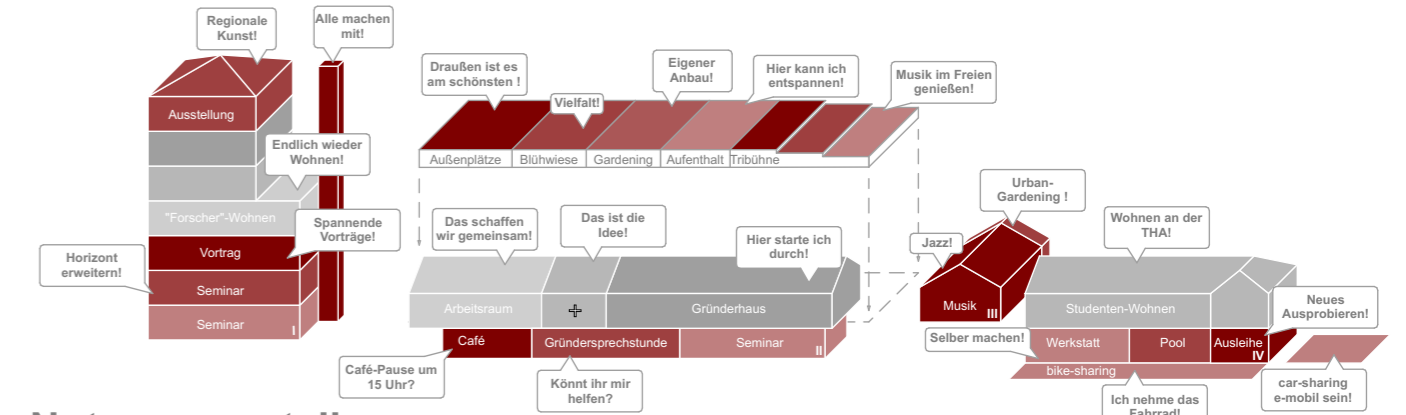 Regionale
Kunst!
Alle machen
mit!
Ausstellung
Endlich wieder
Wohnen!
"Forscher"-Wohnen
Spannende
Vorträge!
Vortrag
Horizont
erweitern!
Seminar
Seminar
I
Draußen ist es
am schönsten !
Vielfalt!
Eigener
Anbau!
Hier kann ich
entspannen!
Musik im Freien
genießen!
Außenplätze
Blühwiese
Gardening
Aufenthalt
Tribühne
Das schaffen
wir gemeinsam!
Das ist die
Idee!
Hier starte ich
durch!
Arbeitsraum
Gründerhaus
Café
Gründersprechstunde
Seminar
II
Café-Pause um
15 Uhr?
Könnt ihr mir
helfen?
Urban-
Gardening !
Jazz!
Wohnen an der
THA!
Musik
III
Studenten-Wohnen
Neues
Ausprobieren!
Selber machen!
Werkstatt
Pool
Ausleihe
IV
bike-sharing
Ich nehme das
Fahrrad!
car-sharing
e-mobil sein!